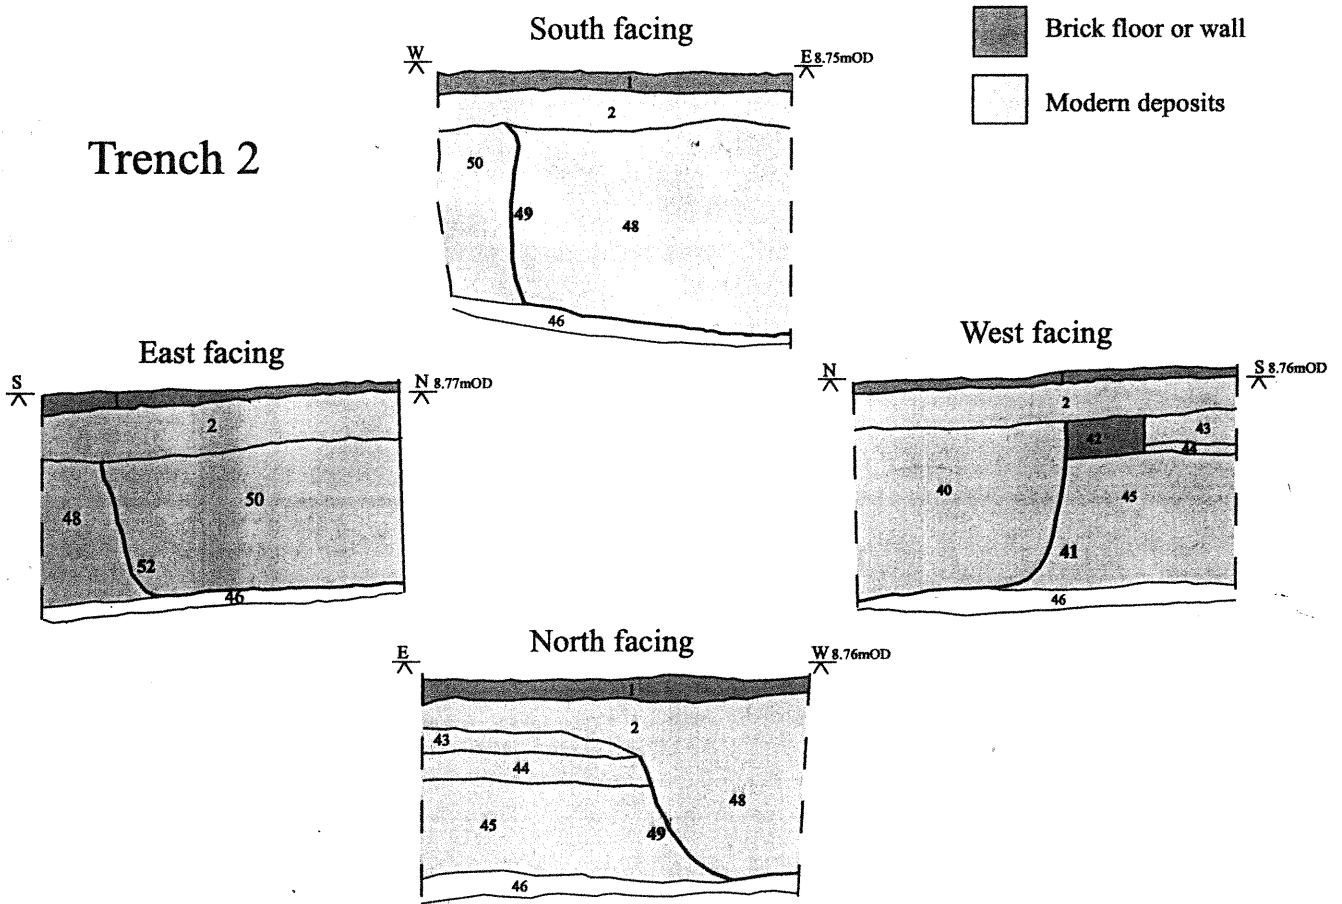 South facing
Brick floor or wall
Modern deposits
W
E 8.75mOD
1
2
50
49
48
46
Trench 2
East facing
S
N 8.77mOD
1
2
48
50
52
46
West facing
N
S 8.76mOD
1
2
42
43
44
40
45
41
46
North facing
E
W 8.76mOD
1
2
43
44
48
45
49
46